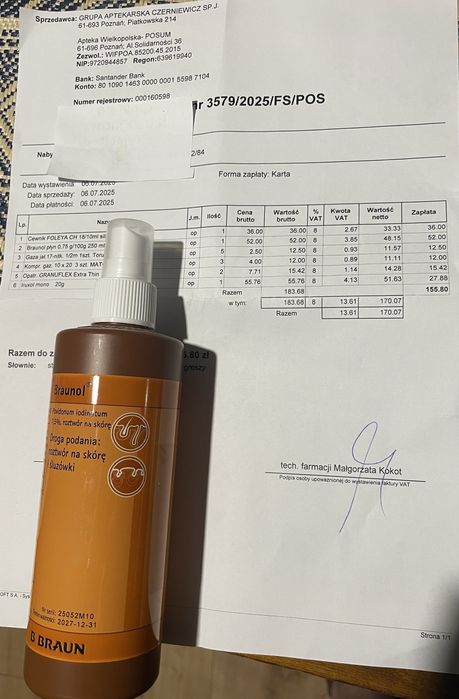 Sprzedawca: GRUPA APTEKARSKA CZERNIEWICZ SP.J.
61-693 Poznań, Piatkowska 214
Apteka Wielkopolska- POSUM
61-696 Poznań, Al.Solidarności 36
Zezwol.: WIFPOA.85200.45.2015
NIP:9720944857 Regon:639619940
Bank: Santander Bank
Konto: 80 1090 1463 0000 0001 5598 7104
Numer rejestrowy: 000160598
nr 3579/2025/FS/POS
Naby
2/84
Forma zapłaty: Karta
Data wystawienia 06.07.2025
Data sprzedaży: 06.07.2025
Data płatności: 06.07.2025
Lp. Naz J.m. Ilość Cena brutto Wartość brutto % VAT Kwota VAT Wartość netto Zapłata
1 Cewnik FOLEYA CH 18/10ml sil op 1 36.00 36.00 8 2.67 33.33 36.00
2 Braunolpłyn 0,75 g/100g 250 ml op 1 52.00 52.00 8 3.85 48.15 52.00
3 Gaza jał.17-nitk. 1/2m 1szt. Toru op 5 2.50 12.50 8 0.93 11.57 12.50
4 Kompr. gaz. 10 x 20 3 szt. MAT op 3 4.00 12.00 8 0.89 11.11 12.00
5 Opatr. GRANUFLEX Extra Thin op 2 7.71 15.42 8 1.14 14.28 15.42
6 Iruxol mono 20g op 1 55.76 55.76 8 4.13 51.63 27.88
Razem 183.68 155.80
w tym: 183.68 8 13.61 170.07
Razem 13.61 170.07
Razem do z 5.80 zł
Słownie: groszy
tech. farmacji Małgorzata Kokot
Podpis osoby upoważnionej do wystawienia faktury VAT
Strona 1/1
Braunol®
Povidonum iodinatum
7,5%, roztwór na skórę
Droga podania:
roztwór na skórę
i śluzówki
Nr serii: 25052M10
Termin ważności: 2027-12-31
B BRAUN